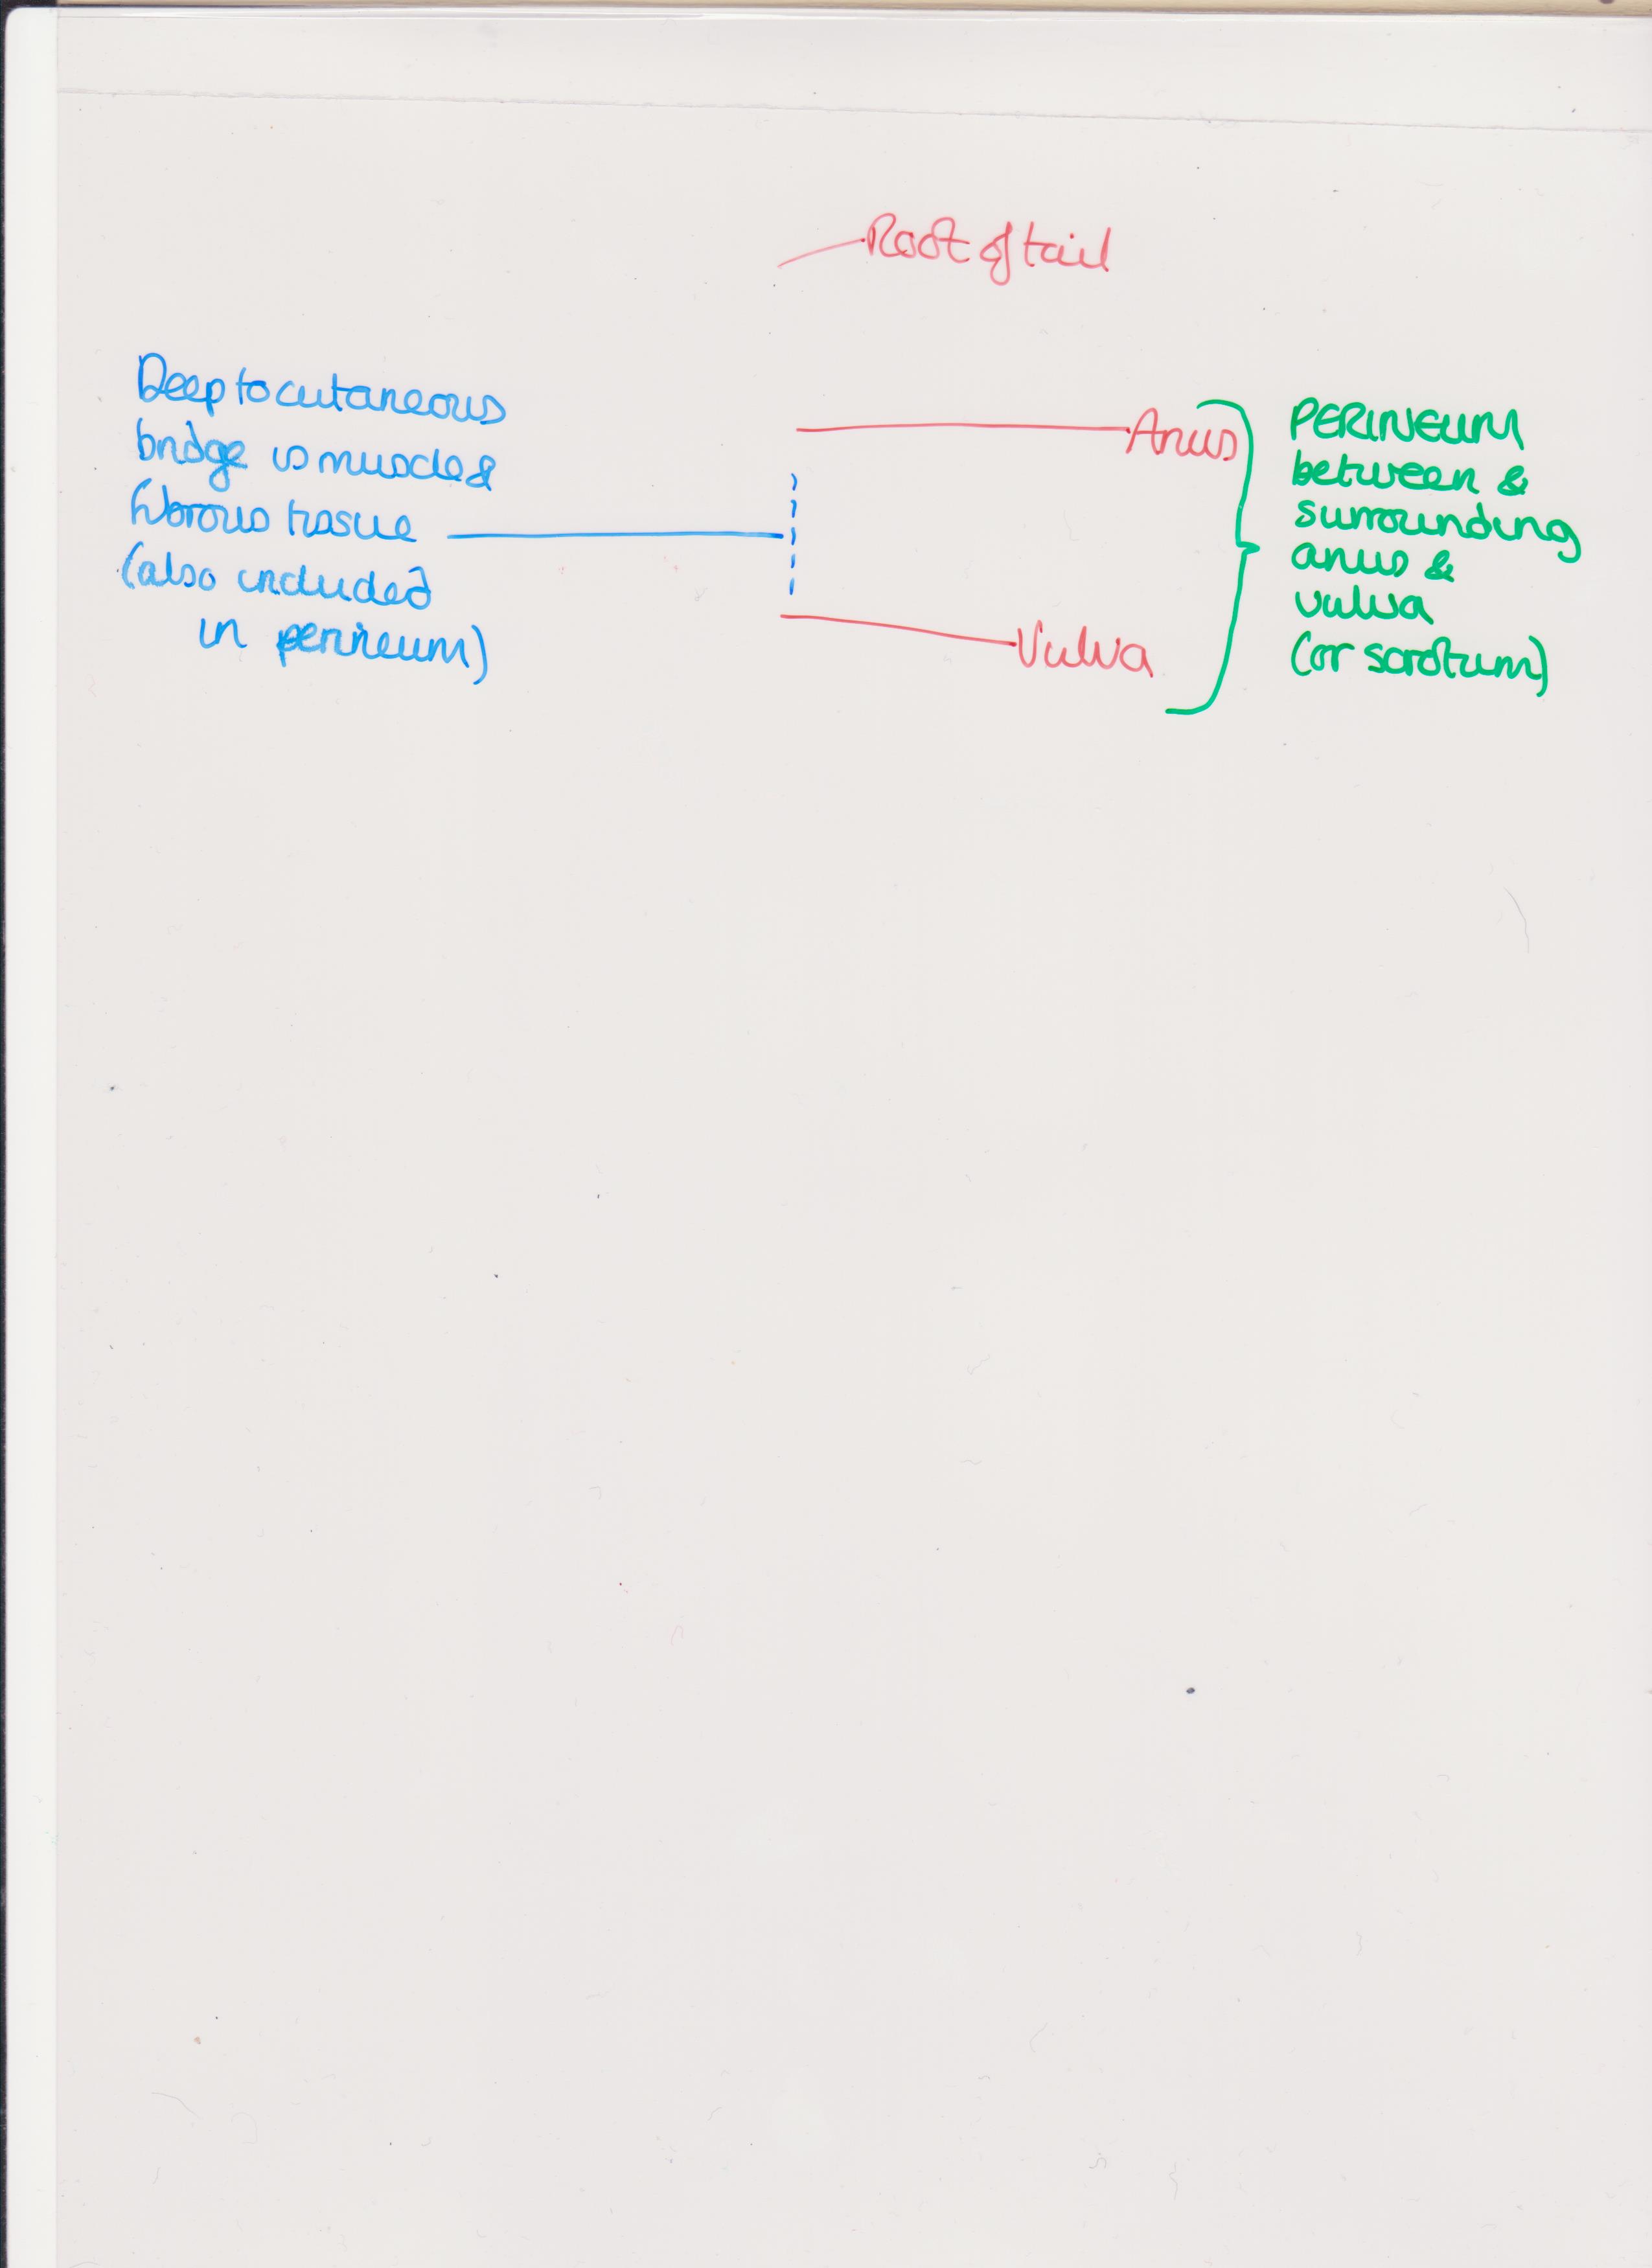 Root of tail
Deep to cutaneous
bridge is muscle &
fibrous tissue
(also included
in perineum)
Anus
Vulva
PERINEUM
between &
surrounding
anus &
vulva
(or scrotum)